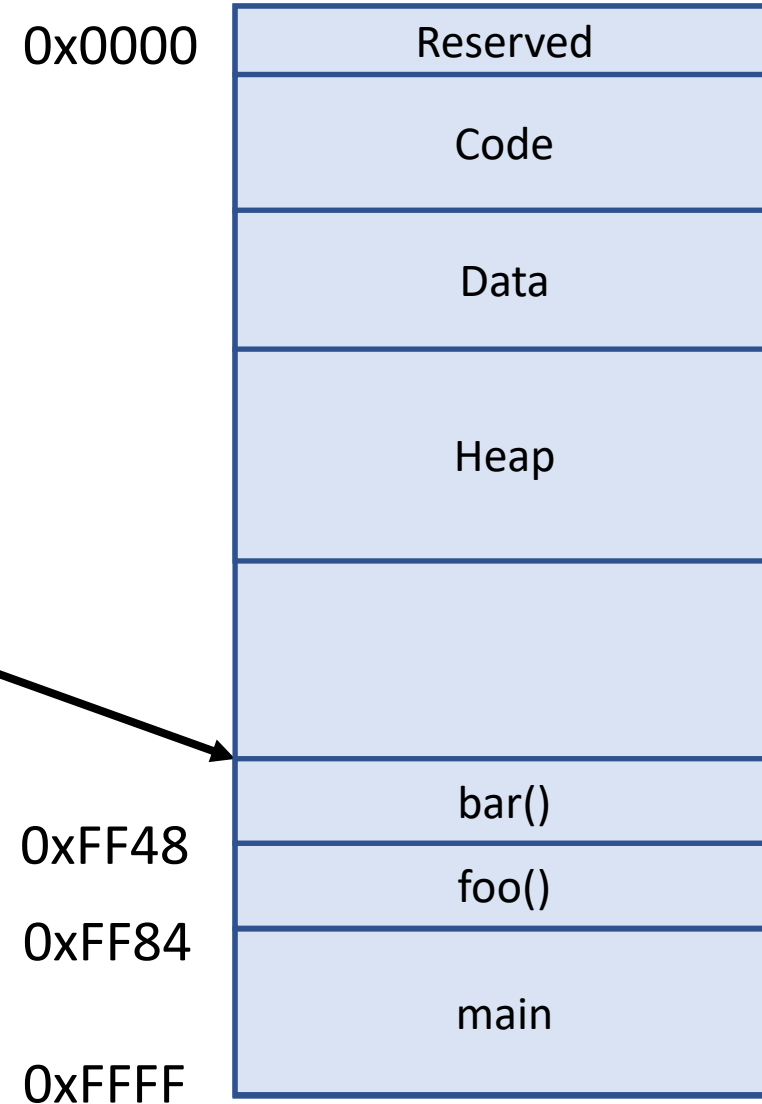 0x0000
Reserved
Code
Data
Heap
bar()
0xFF48
foo()
0xFF84
main
0xFFFF